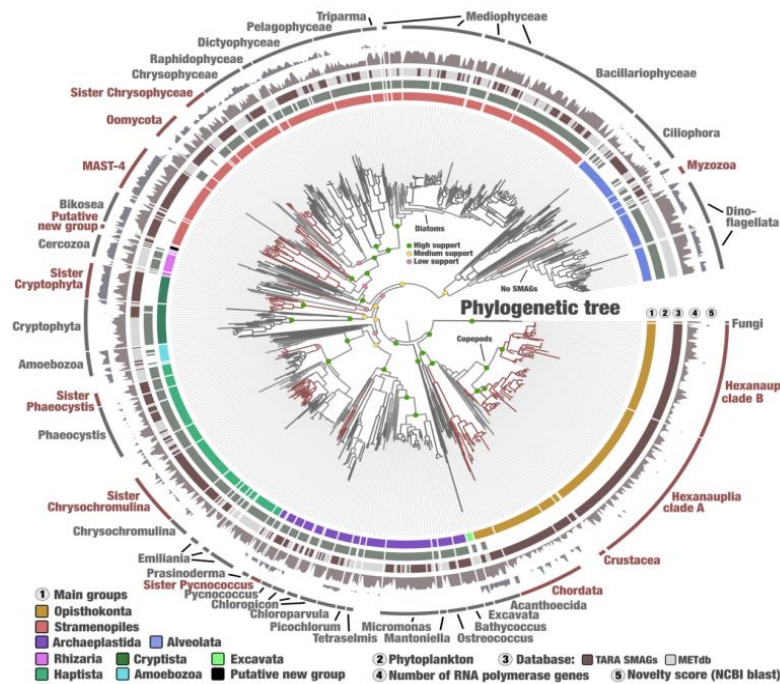 Triparma
Mediophyceae
Pelagophyceae
Dictyophyceae
Raphidophyceae
Chrysophyceae
Bacillariophyceae
Sister Chrysophyceae
Oomycota
Ciliophora
MAST-4
Myzozoa
Bikosea
Putative
new group
Cercozoa
Dino-
flagellata
Diatoms
High support
Medium support
Low support
No SMAGs
Sister
Cryptophyta
Phylogenetic tree
1 2 3 4 5
Fungi
Cryptophyta
Copepods
Amoebozoa
Hexanauplia
clade B
Sister
Phaeocystis
Phaeocystis
Hexanauplia
clade A
Sister
Chrysochromulina
Chrysochromulina
Emiliania
Crustacea
Prasinoderma
Sister Pycnococcus
Chordata
Pycnococcus
Acanthoecida
Chloropicon
Excavata
Chloroparvula
Bathycoccus
Picochlorum
Micromonas
Ostreococcus
Tetraselmis
Mantoniella
1 Main groups
Opisthokonta
Stramenopiles
Archaeplastida
Alveolata
Rhizaria
Cryptista
Excavata
Haptista
Amoebozoa
Putative new group
2 Phytoplankton
3 Database: TARA SMAGs METdb
4 Number of RNA polymerase genes
5 Novelty score (NCBI blast)